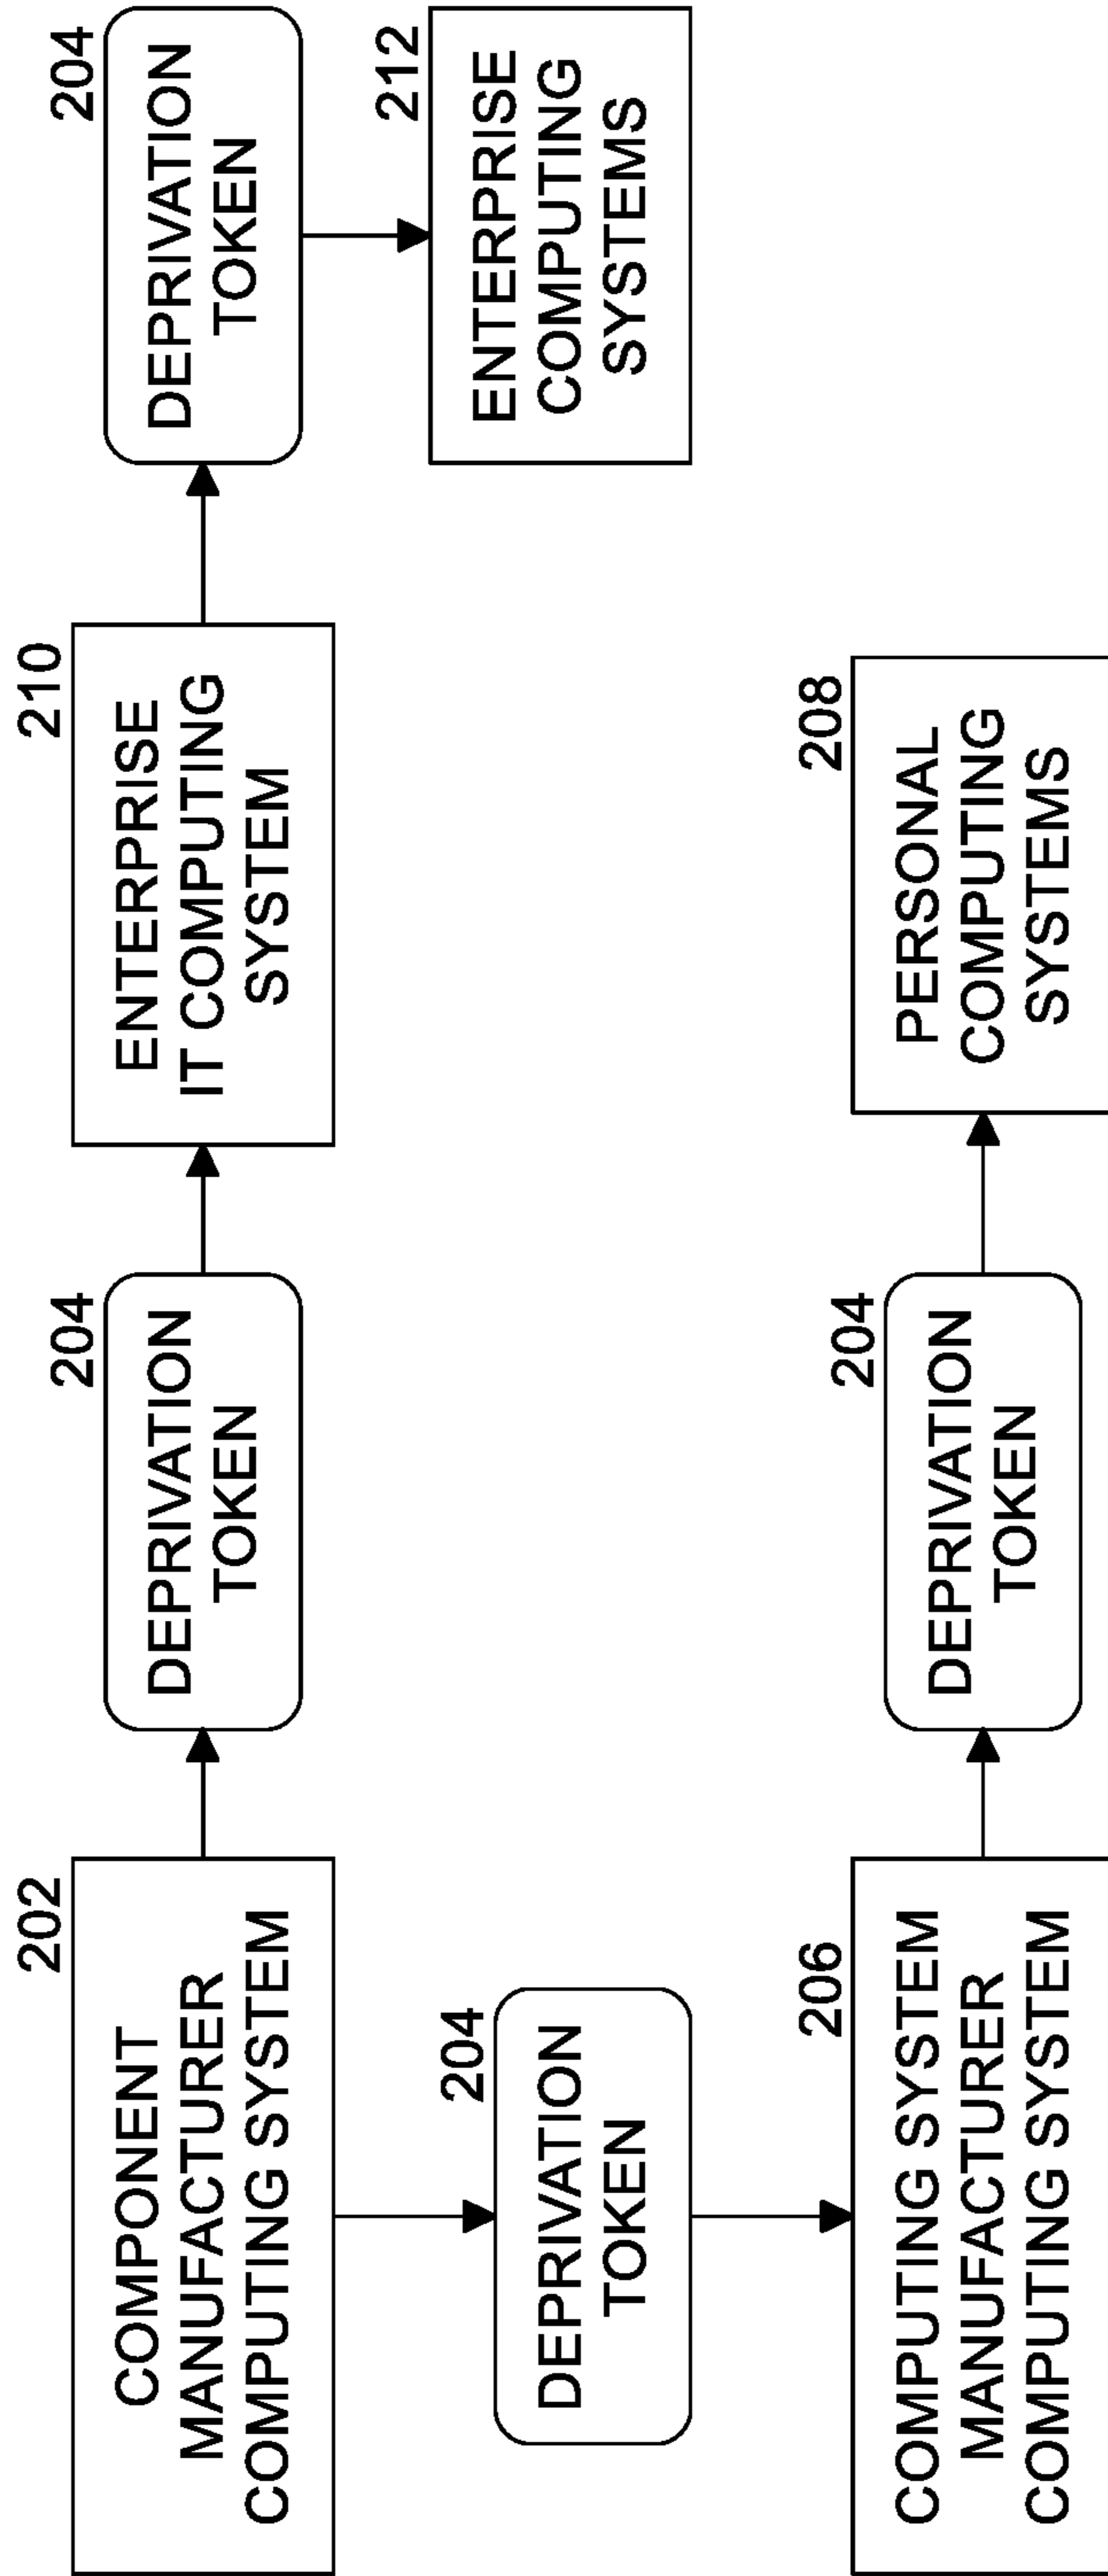 202
COMPONENT
MANUFACTURER
COMPUTING SYSTEM
204
DEPRIVATION
TOKEN
210
ENTERPRISE
IT COMPUTING
SYSTEM
204
DEPRIVATION
TOKEN
212
ENTERPRISE
COMPUTING
SYSTEMS
204
DEPRIVATION
TOKEN
206
COMPUTING SYSTEM
MANUFACTURER
COMPUTING SYSTEM
204
DEPRIVATION
TOKEN
208
PERSONAL
COMPUTING
SYSTEMS